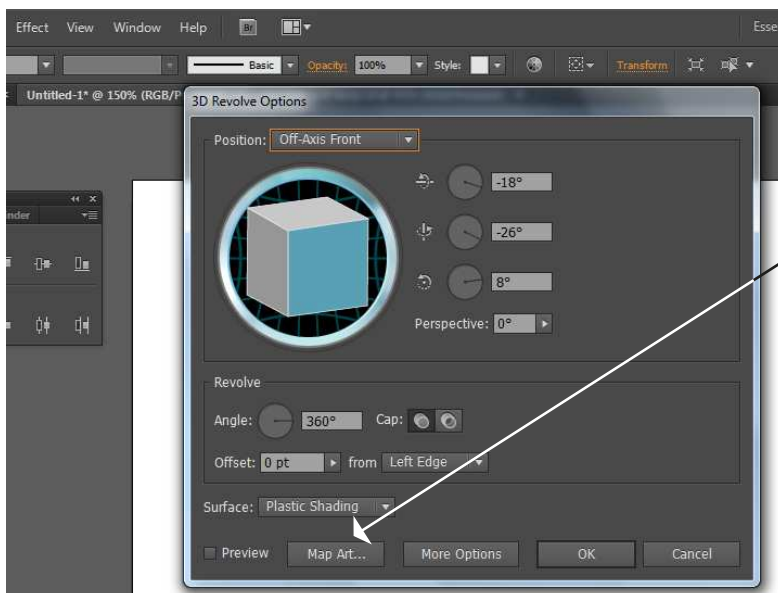 Effect View Window Help Br Esse
Basic Opacity: 100% Style: Transform
Untitled-1* @ 150% (RGB/P
3D Revolve Options
Position: Off-Axis Front
-18°
nder
-26°
8°
Perspective: 0°
Revolve
Angle: 360° Cap:
Offset: 0 pt from Left Edge
Surface: Plastic Shading
Preview Map Art... More Options OK Cancel